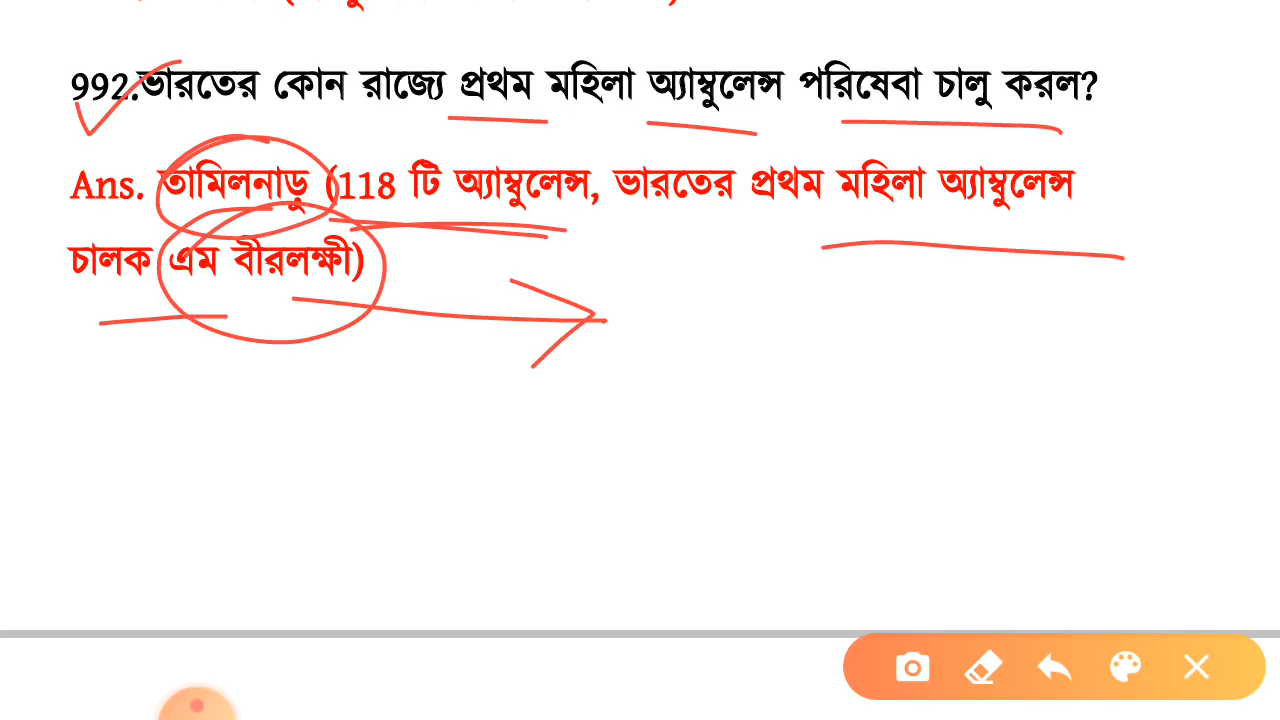 992.ভারতের কোন রাজ্যে প্রথম মহিলা অ্যাম্বুলেন্স পরিষেবা চালু করল?
Ans. তামিলনাড়ু (118 টি অ্যাম্বুলেন্স, ভারতের প্রথম মহিলা অ্যাম্বুলেন্স
চালক এম বীরলক্ষী)